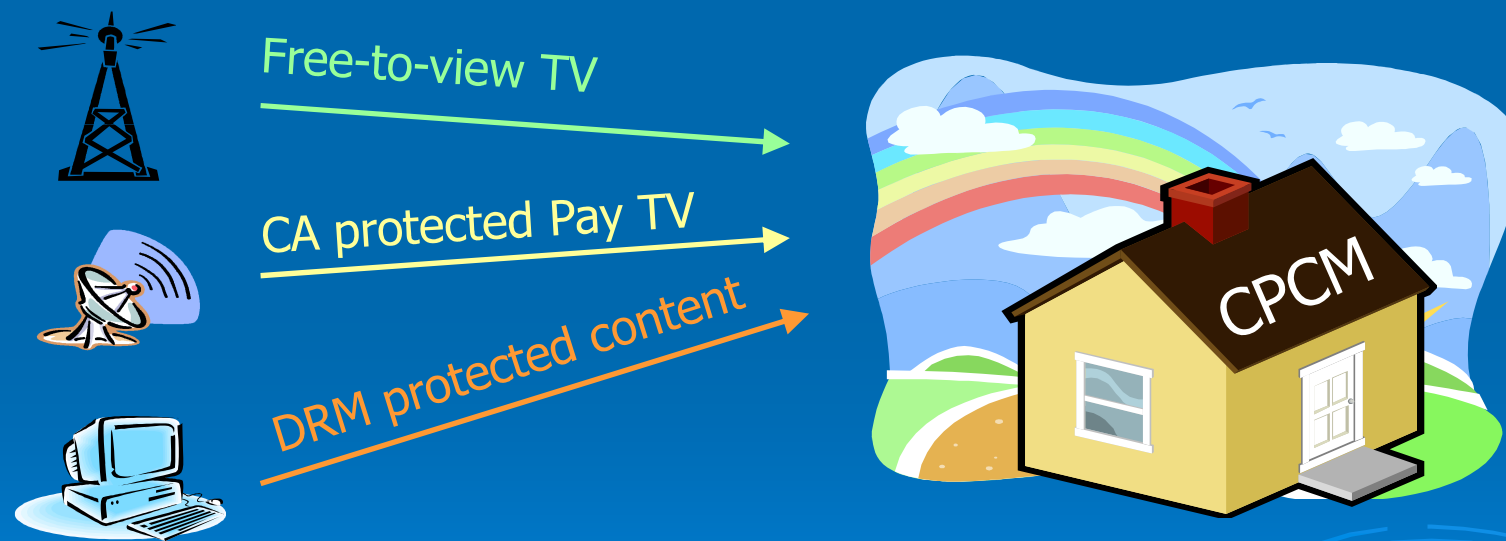 Free-to-view TV
CA protected Pay TV
DRM protected content
CPCM